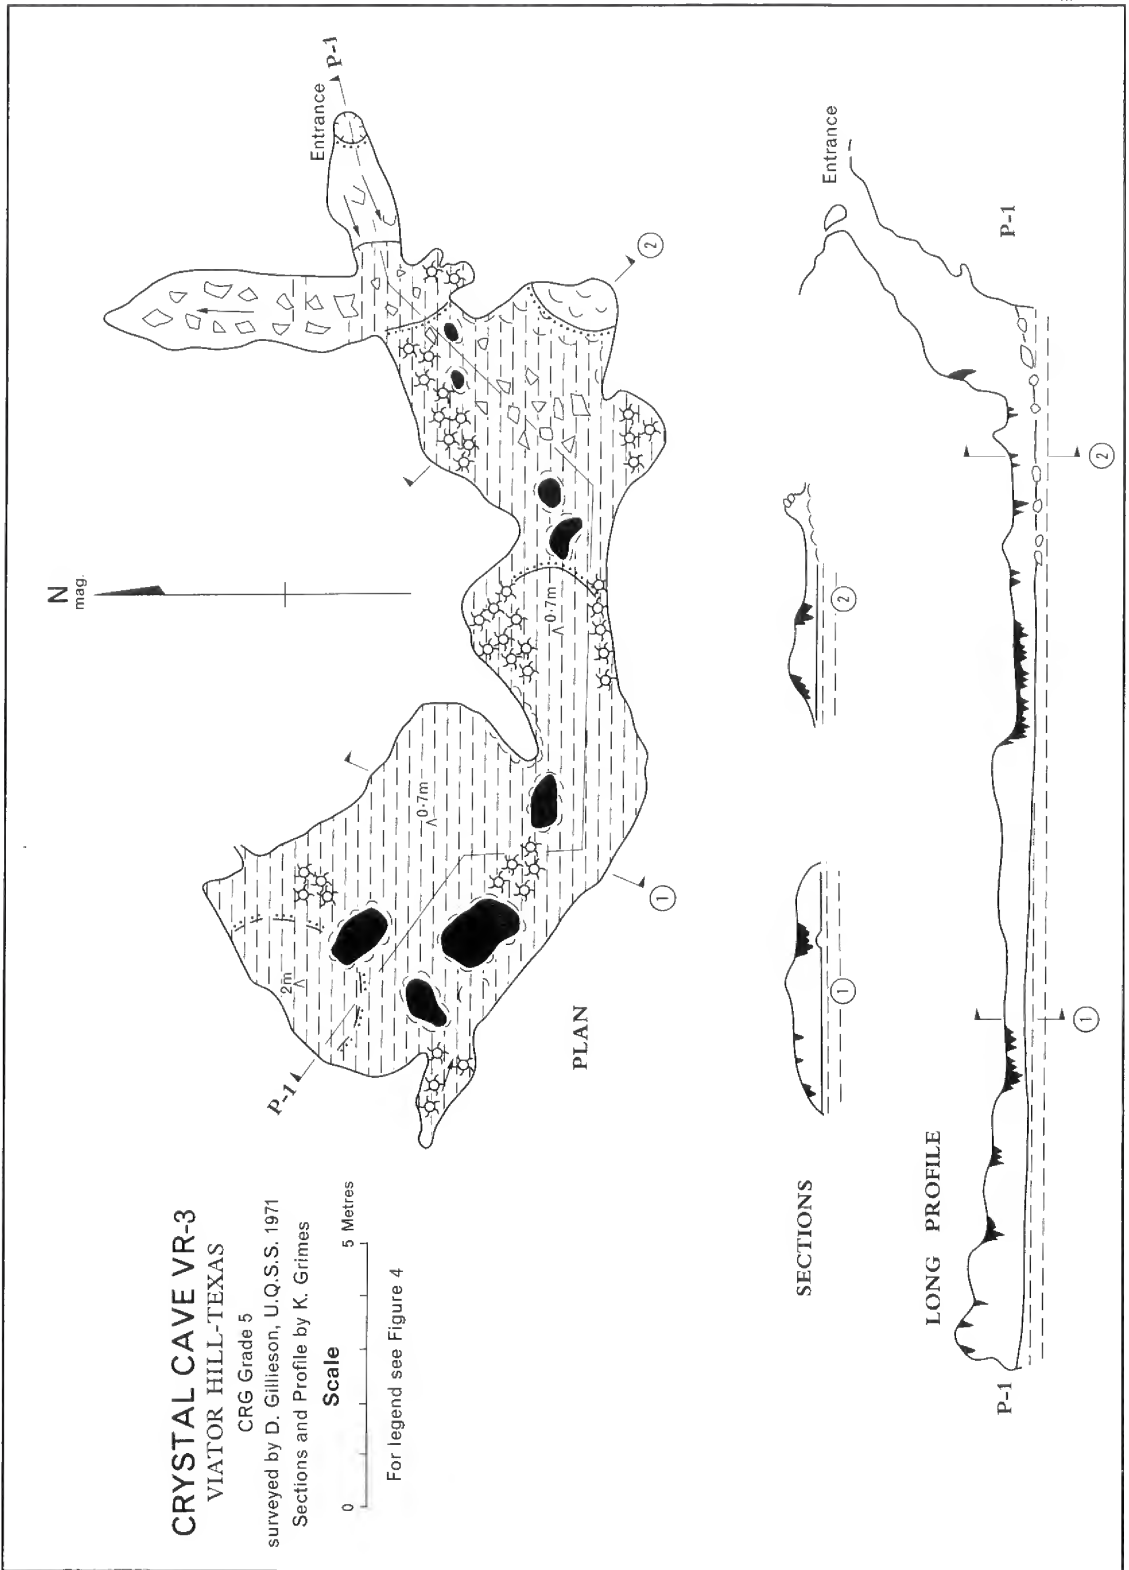 CRYSTAL CAVE VR-3
VIATOR HILL-TEXAS
CRG Grade 5
surveyed by D. Gillieson, U.Q.S.S. 1971
Sections and Profile by K. Grimes
Scale
0 5 Metres
For legend see Figure 4
N
mag.
Entrance
P-1
2
0·7m
0·7m
2m
P-1
1
PLAN
SECTIONS
1
2
LONG PROFILE
Entrance
P-1
P-1
1
2